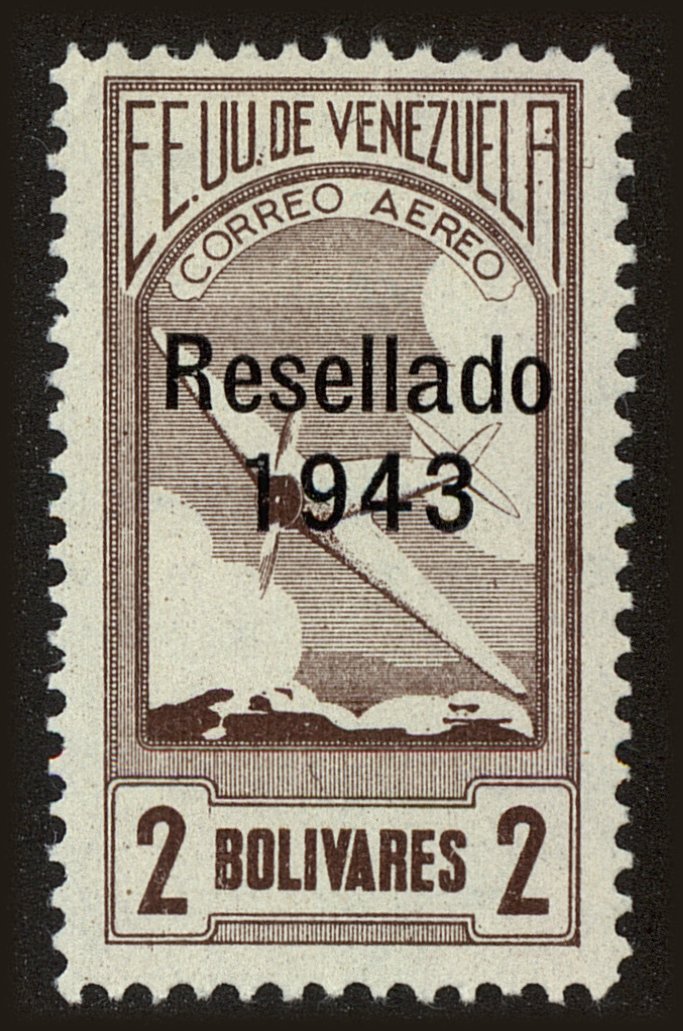 EE.UU. DE VENEZUELA
CORREO AEREO
Resellado
1943
2 BOLIVARES 2